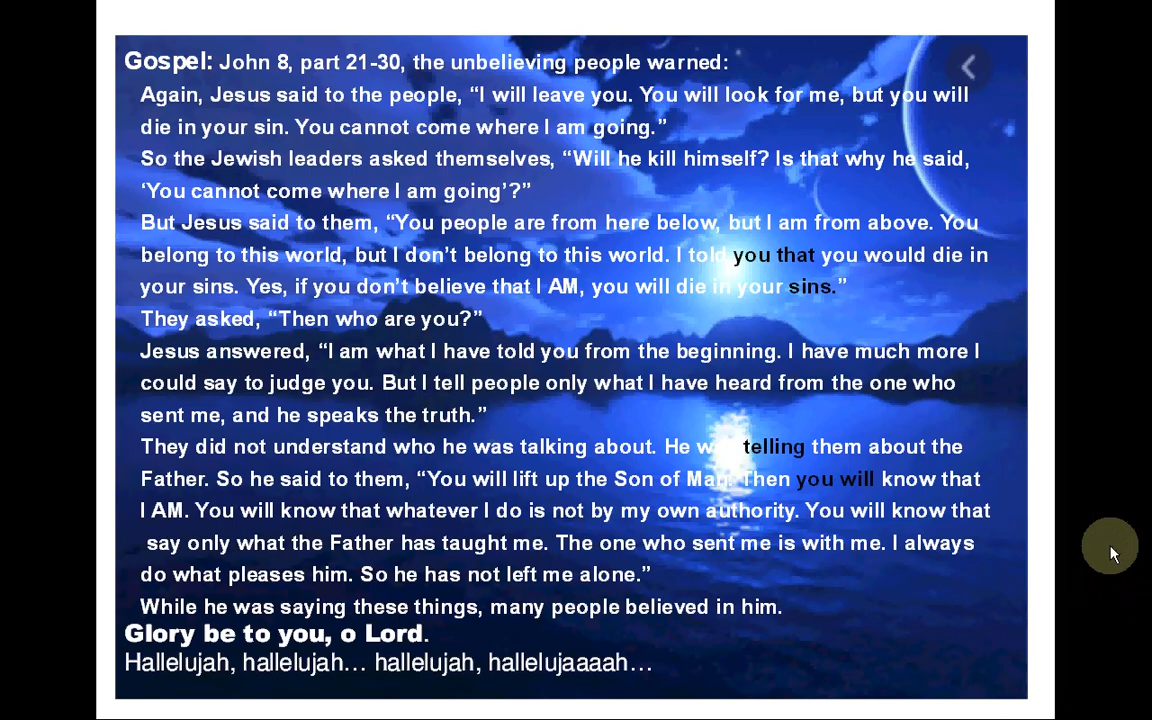 Gospel: John 8, part 21-30, the unbelieving people warned:
Again, Jesus said to the people, “I will leave you. You will look for me, but you will
die in your sin. You cannot come where I am going.”
So the Jewish leaders asked themselves, “Will he kill himself? Is that why he said,
‘You cannot come where I am going’?”
But Jesus said to them, “You people are from here below, but I am from above. You
belong to this world, but I don’t belong to this world. I told you that you would die in
your sins. Yes, if you don’t believe that I AM, you will die in your sins.”
They asked, “Then who are you?”
Jesus answered, “I am what I have told you from the beginning. I have much more I
could say to judge you. But I tell people only what I have heard from the one who
sent me, and he speaks the truth.”
They did not understand who he was talking about. He was telling them about the
Father. So he said to them, “You will lift up the Son of Man. Then you will know that
I AM. You will know that whatever I do is not by my own authority. You will know that
say only what the Father has taught me. The one who sent me is with me. I always
do what pleases him. So he has not left me alone.”
While he was saying these things, many people believed in him.
Glory be to you, o Lord.
Hallelujah, hallelujah… hallelujah, hallelujaaaah…